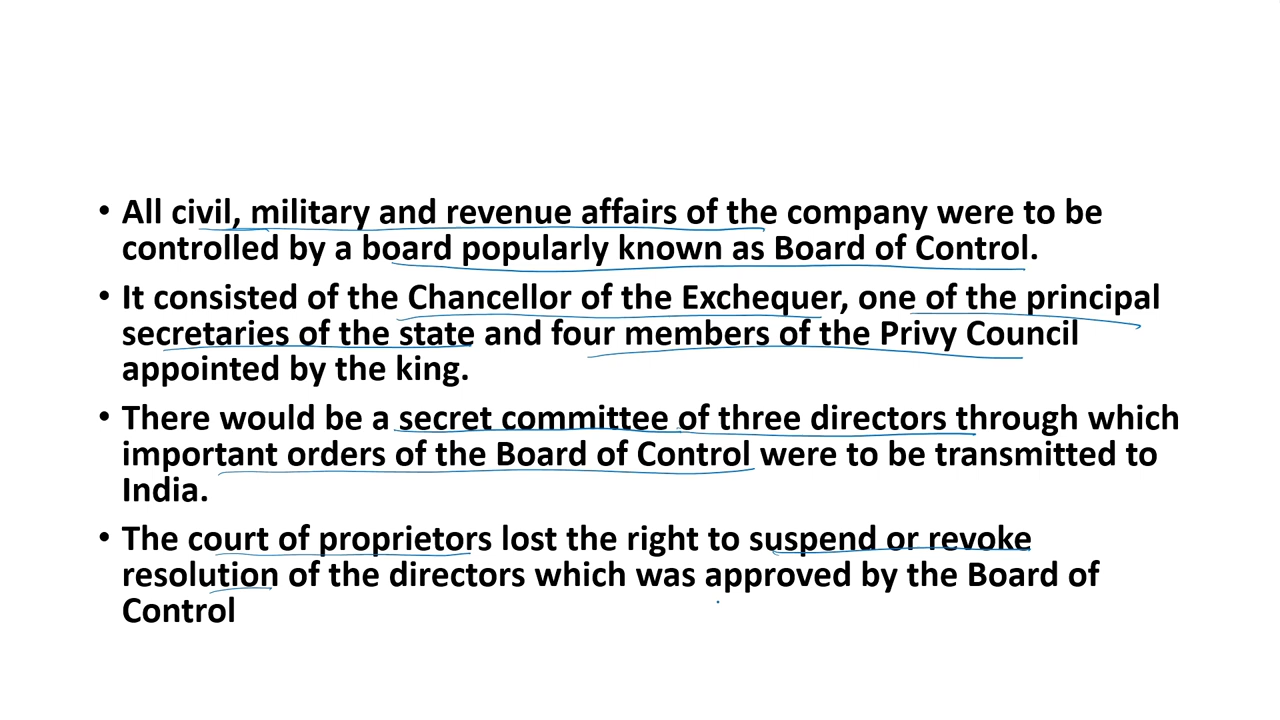 • All civil, military and revenue affairs of the company were to be
controlled by a board popularly known as Board of Control.
• It consisted of the Chancellor of the Exchequer, one of the principal
secretaries of the state and four members of the Privy Council
appointed by the king.
• There would be a secret committee of three directors through which
important orders of the Board of Control were to be transmitted to
India.
• The court of proprietors lost the right to suspend or revoke
resolution of the directors which was approved by the Board of
Control